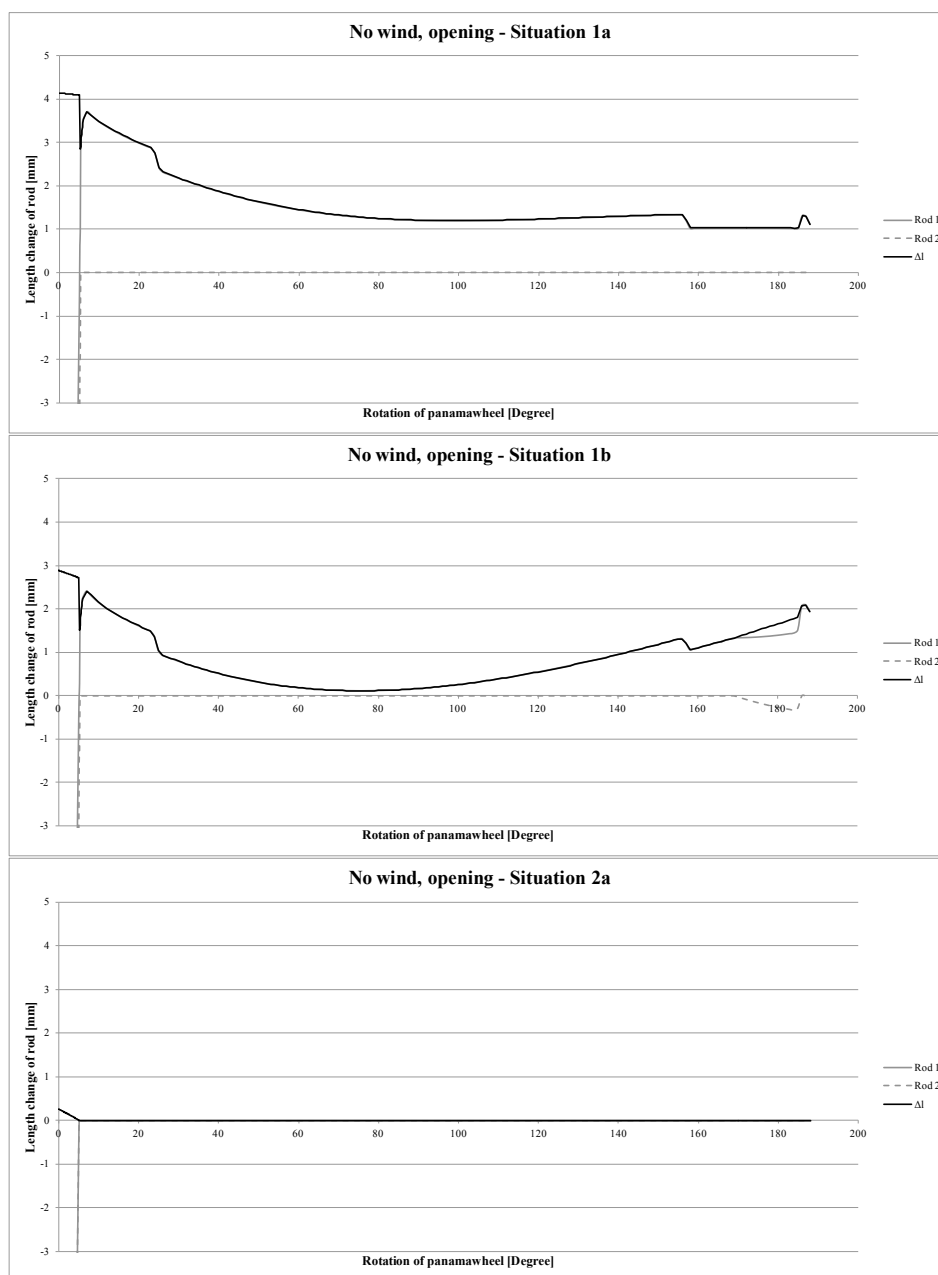 No wind, opening - Situation 1a
Length change of rod [mm]
5
4
3
2
1
0
-1
-2
-3
0 20 40 60 80 100 120 140 160 180 200
Rotation of panamawheel [Degree]
Rod 1
Rod 2
Δl
No wind, opening - Situation 1b
Length change of rod [mm]
5
4
3
2
1
0
-1
-2
-3
0 20 40 60 80 100 120 140 160 180 200
Rotation of panamawheel [Degree]
Rod 1
Rod 2
Δl
No wind, opening - Situation 2a
Length change of rod [mm]
5
4
3
2
1
0
-1
-2
-3
0 20 40 60 80 100 120 140 160 180 200
Rotation of panamawheel [Degree]
Rod 1
Rod 2
Δl